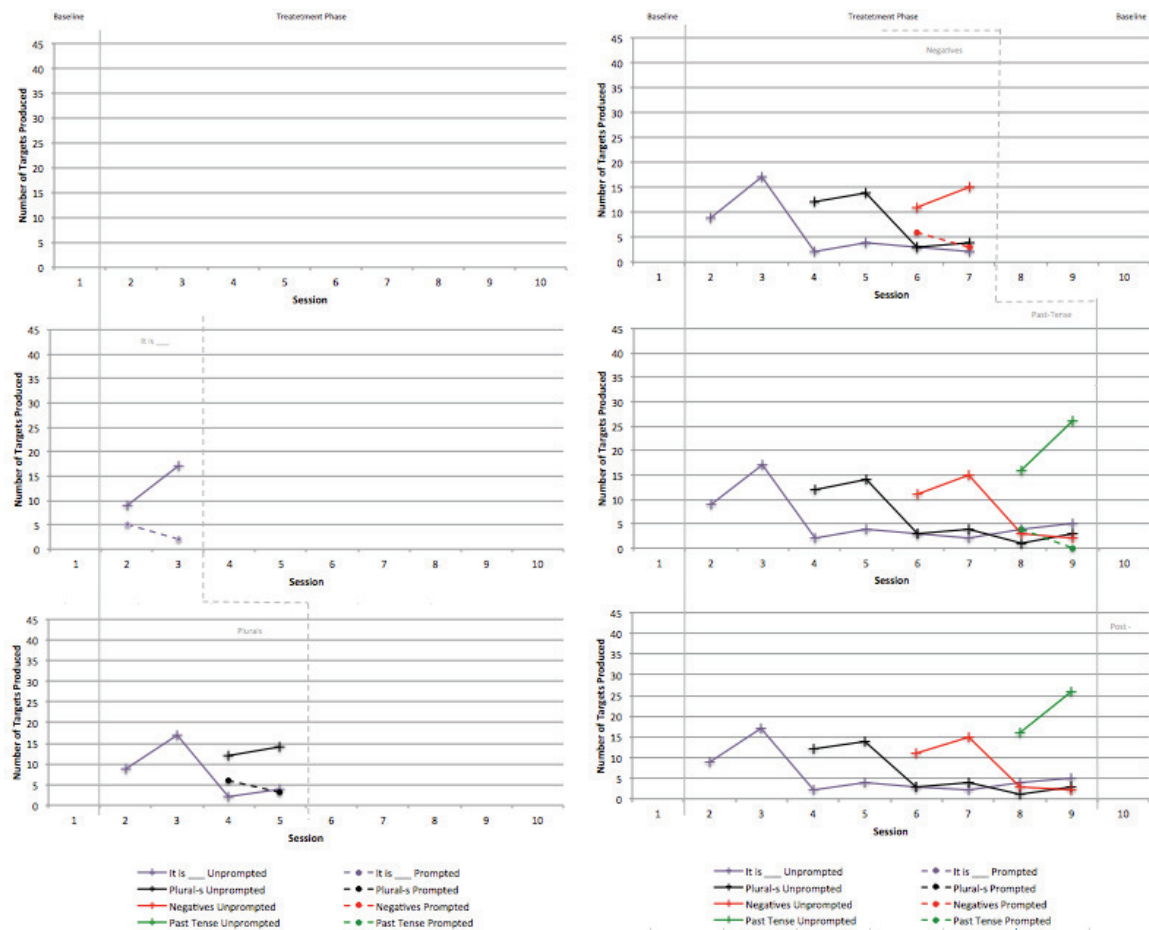 Baseline Treatetment Phase
Number of Targets Produced
45
40
35
30
25
20
15
10
5
0
1 2 3 4 5 6 7 8 9 10
Session
It is ___
Number of Targets Produced
45
40
35
30
25
20
15
10
5
0
1 2 3 4 5 6 7 8 9 10
Session
Plurals
Number of Targets Produced
45
40
35
30
25
20
15
10
5
0
1 2 3 4 5 6 7 8 9 10
Session
It is ___ Unprompted It is ___ Prompted
Plural-s Unprompted Plural-s Prompted
Negatives Unprompted Negatives Prompted
Past Tense Unprompted Past Tense Prompted
Baseline Treatetment Phase Baseline
Negatives
Number of Targets Produced
45
40
35
30
25
20
15
10
5
0
1 2 3 4 5 6 7 8 9 10
Session
Past-Tense
Number of Targets Produced
45
40
35
30
25
20
15
10
5
0
1 2 3 4 5 6 7 8 9 10
Session
Post -
Number of Targets Produced
45
40
35
30
25
20
15
10
5
0
1 2 3 4 5 6 7 8 9 10
Session
It is ___ Unprompted It is ___ Prompted
Plural-s Unprompted Plural-s Prompted
Negatives Unprompted Negatives Prompted
Past Tense Unprompted Past Tense Prompted